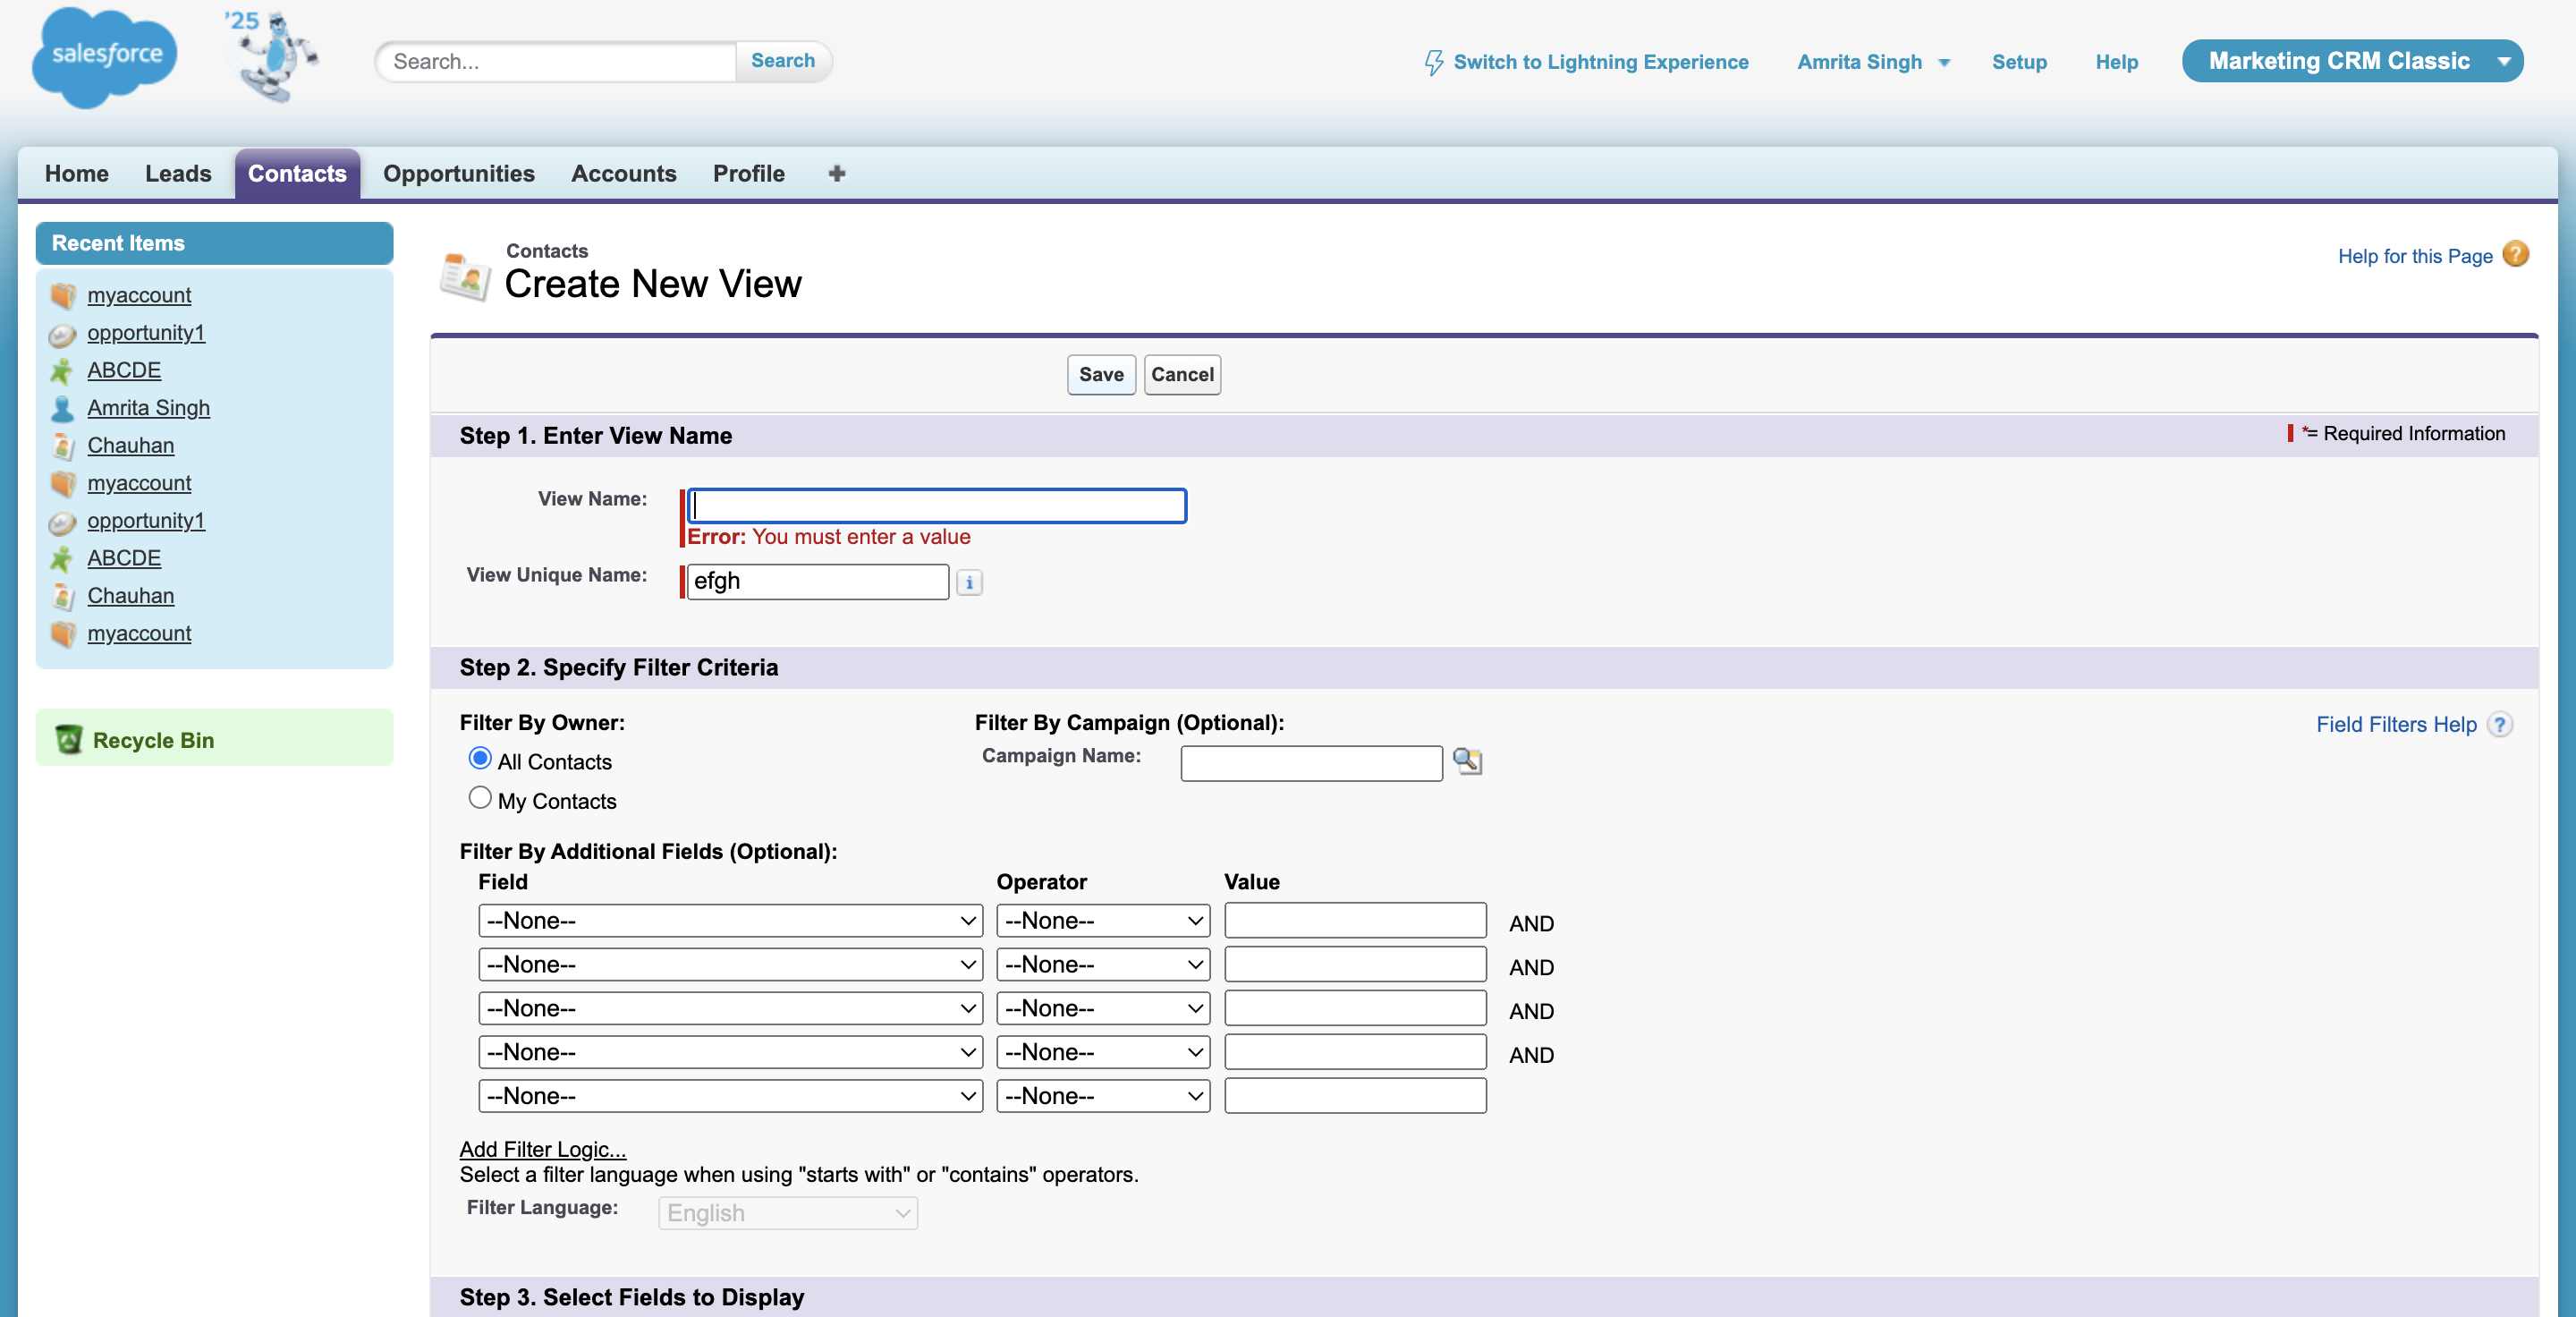 salesforce
'25
Search...
Search
Switch to Lightning Experience
Amrita Singh
Setup
Help
Marketing CRM Classic
Home
Leads
Contacts
Opportunities
Accounts
Profile
Recent Items
myaccount
opportunity1
ABCDE
Amrita Singh
Chauhan
myaccount
opportunity1
ABCDE
Chauhan
myaccount
Recycle Bin
Contacts
Create New View
Help for this Page
Save
Cancel
Step 1. Enter View Name
*= Required Information
View Name:
Error: You must enter a value
View Unique Name:
efgh
Step 2. Specify Filter Criteria
Filter By Owner:
All Contacts
My Contacts
Filter By Campaign (Optional):
Campaign Name:
Field Filters Help
Filter By Additional Fields (Optional):
Field Operator Value
--None-- --None-- AND
--None-- --None-- AND
--None-- --None-- AND
--None-- --None-- AND
--None-- --None--
Add Filter Logic...
Select a filter language when using "starts with" or "contains" operators.
Filter Language: English
Step 3. Select Fields to Display